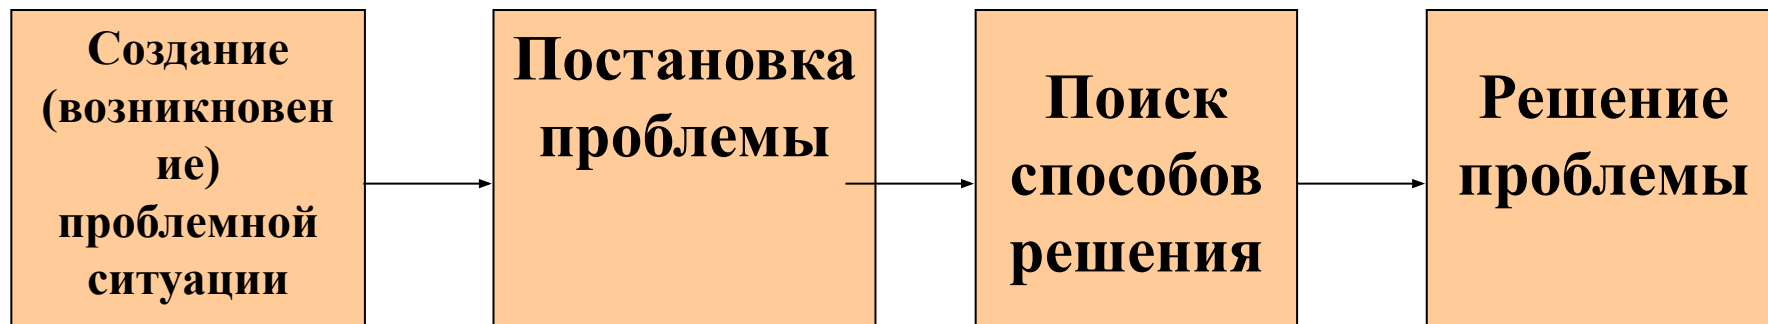 Создание
(возникновен
ие)
проблемной
ситуации
Постановка
проблемы
Поиск
способов
решения
Решение
проблемы